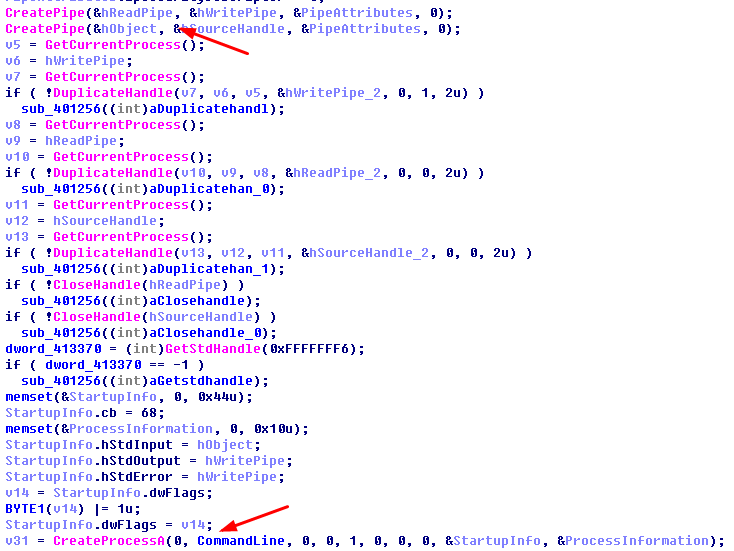 CreatePipe(&hReadPipe, &hWritePipe, &PipeAttributes, 0);
CreatePipe(&hObject, &hSourceHandle, &PipeAttributes, 0);
v5 = GetCurrentProcess();
v6 = hWritePipe;
v7 = GetCurrentProcess();
if ( !DuplicateHandle(v7, v6, v5, &hWritePipe_2, 0, 1, 2u) )
sub_401256((int)aDuplicatehandl);
v8 = GetCurrentProcess();
v9 = hReadPipe;
v10 = GetCurrentProcess();
if ( !DuplicateHandle(v10, v9, v8, &hReadPipe_2, 0, 0, 2u) )
sub_401256((int)aDuplicatehan_0);
v11 = GetCurrentProcess();
v12 = hSourceHandle;
v13 = GetCurrentProcess();
if ( !DuplicateHandle(v13, v12, v11, &hSourceHandle_2, 0, 0, 2u) )
sub_401256((int)aDuplicatehan_1);
if ( !CloseHandle(hReadPipe) )
sub_401256((int)aClosehandle);
if ( !CloseHandle(hSourceHandle) )
sub_401256((int)aClosehandle_0);
dword_413370 = (int)GetStdHandle(0xFFFFFFF6);
if ( dword_413370 == -1 )
sub_401256((int)aGetstdhandle);
memset(&StartupInfo, 0, 0x44u);
StartupInfo.cb = 68;
memset(&ProcessInformation, 0, 0x10u);
StartupInfo.hStdInput = hObject;
StartupInfo.hStdOutput = hWritePipe;
StartupInfo.hStdError = hWritePipe;
v14 = StartupInfo.dwFlags;
BYTE1(v14) |= 1u;
StartupInfo.dwFlags = v14;
v31 = CreateProcessA(0, CommandLine, 0, 0, 1, 0, 0, 0, &StartupInfo, &ProcessInformation);